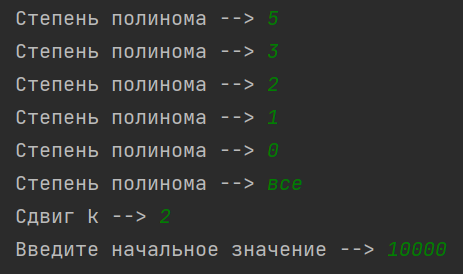 Степень полинома --> 5
Степень полинома --> 3
Степень полинома --> 2
Степень полинома --> 1
Степень полинома --> 0
Степень полинома --> все
Сдвиг k --> 2
Введите начальное значение --> 10000